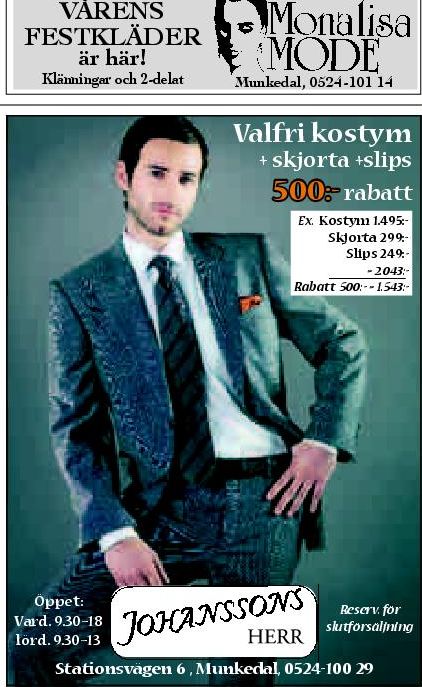 VÅRENS
FESTKLÄDER
är här!
Klänningar och 2-delat
Monalisa
MODE
Munkedal, 0524-101 14
Valfri kostym
+ skjorta +slips
500:- rabatt
Ex. Kostym 1.495:-
Skjorta 299:-
Slips 249:-
= 2043:-
Rabatt 500:- = 1.543:-
Öppet:
Vard. 9.30-18
lörd. 9.30-13
JOHANSSONS
HERR
Reserv. för
slutförsäljning
Stationsvägen 6 , Munkedal, 0524-100 29